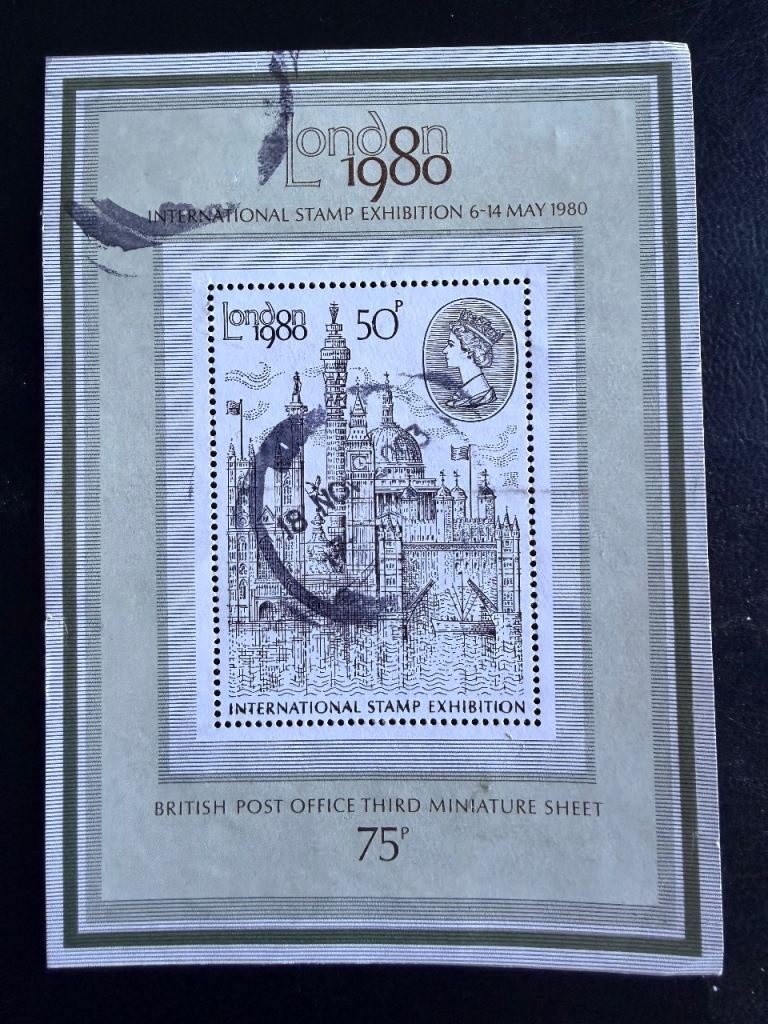 London
1980
INTERNATIONAL STAMP EXHIBITION 6-14 MAY 1980
London
1980
50P
18 NOV
INTERNATIONAL STAMP EXHIBITION
BRITISH POST OFFICE THIRD MINIATURE SHEET
75P